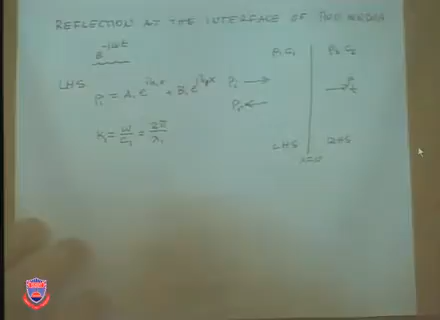 REFLECTION AT THE INTERFACE OF TWO MEDIA
e^{-iωt}
LHS
P₁ = A₁ e^{ik₁x} + B₁ e^{ik₁x}
K₁ = ω/C₁ = 2π/λ₁
Pᵢ →
Pᵣ ←
ρ₁C₁
ρ₂C₂
→ Pₜ
LHS
RHS
x=0